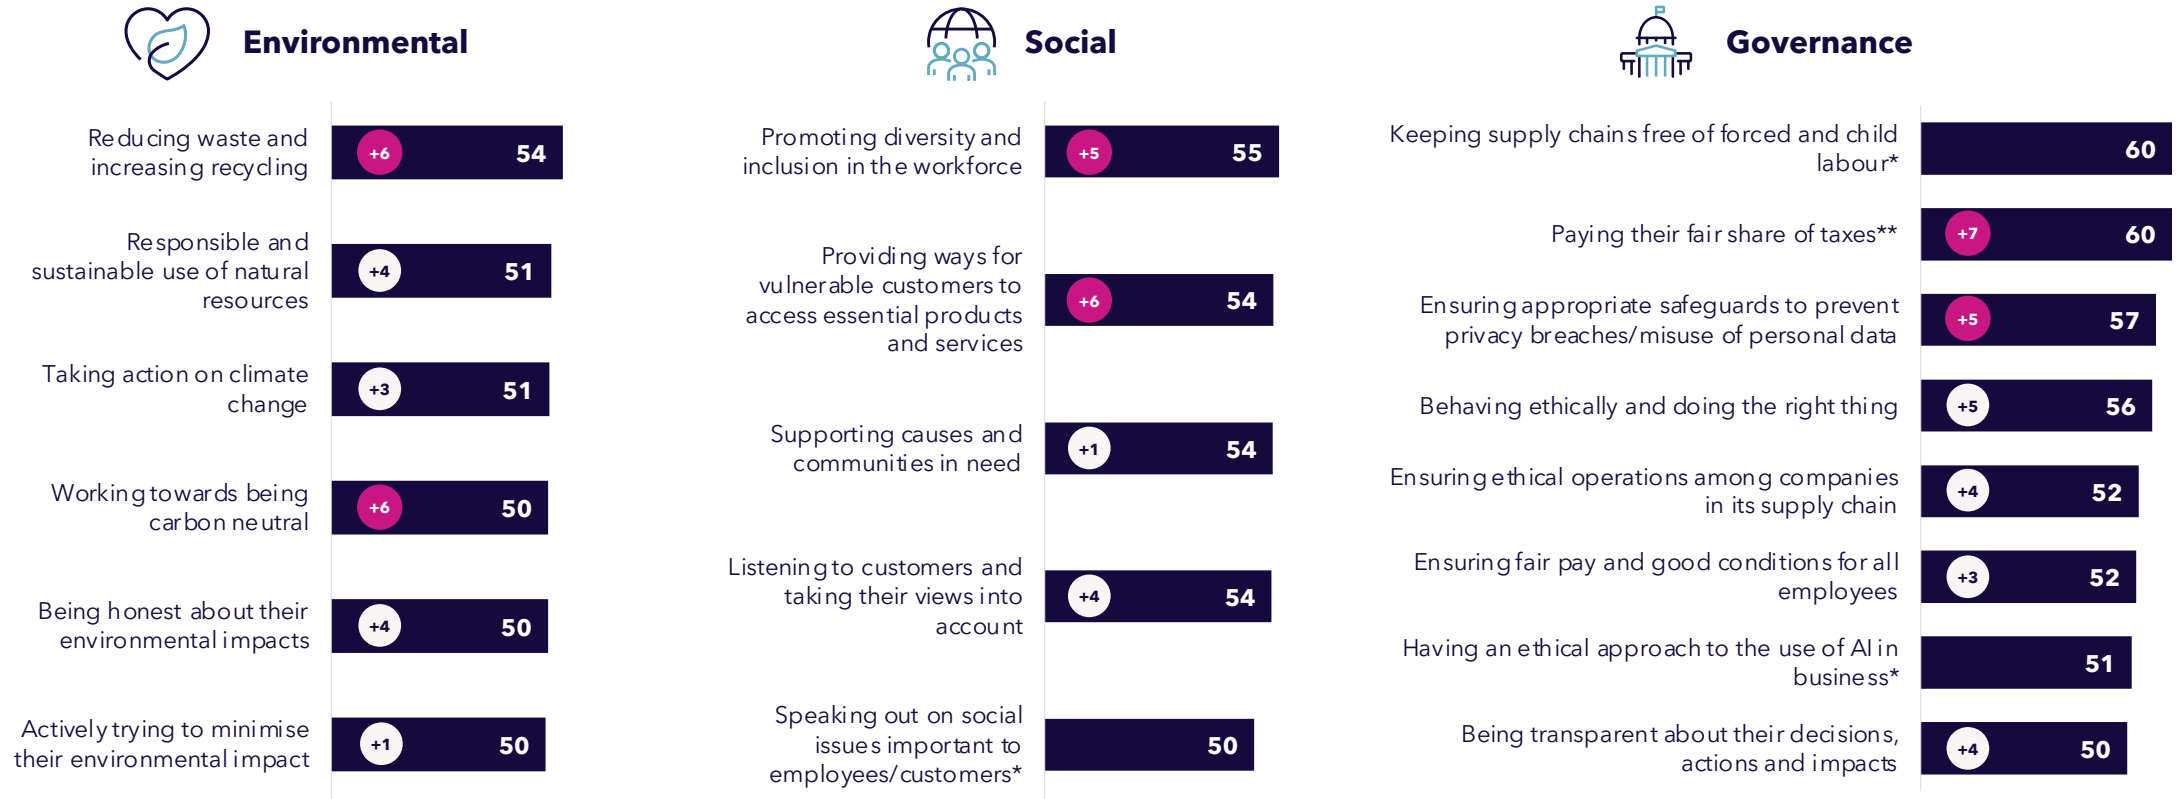 Environmental
Reducing waste and
increasing recycling
+6
54
Responsible and
sustainable use of natural
resources
+4
51
Taking action on climate
change
+3
51
Working towards being
carbon neutral
+6
50
Being honest about their
environmental impacts
+4
50
Actively trying to minimise
their environmental impact
+1
50
Social
Promoting diversity and
inclusion in the workforce
+5
55
Providing ways for
vulnerable customers to
access essential products
and services
+6
54
Supporting causes and
communities in need
+1
54
Listening to customers and
taking their views into
account
+4
54
Speaking out on social
issues important to
employees/customers*
50
Governance
Keeping supply chains free of forced and child
labour*
60
Paying their fair share of taxes**
+7
60
Ensuring appropriate safeguards to prevent
privacy breaches/misuse of personal data
+5
57
Behaving ethically and doing the right thing
+5
56
Ensuring ethical operations among companies
in its supply chain
+4
52
Ensuring fair pay and good conditions for all
employees
+3
52
Having an ethical approach to the use of AI in
business*
51
Being transparent about their decisions,
actions and impacts
+4
50